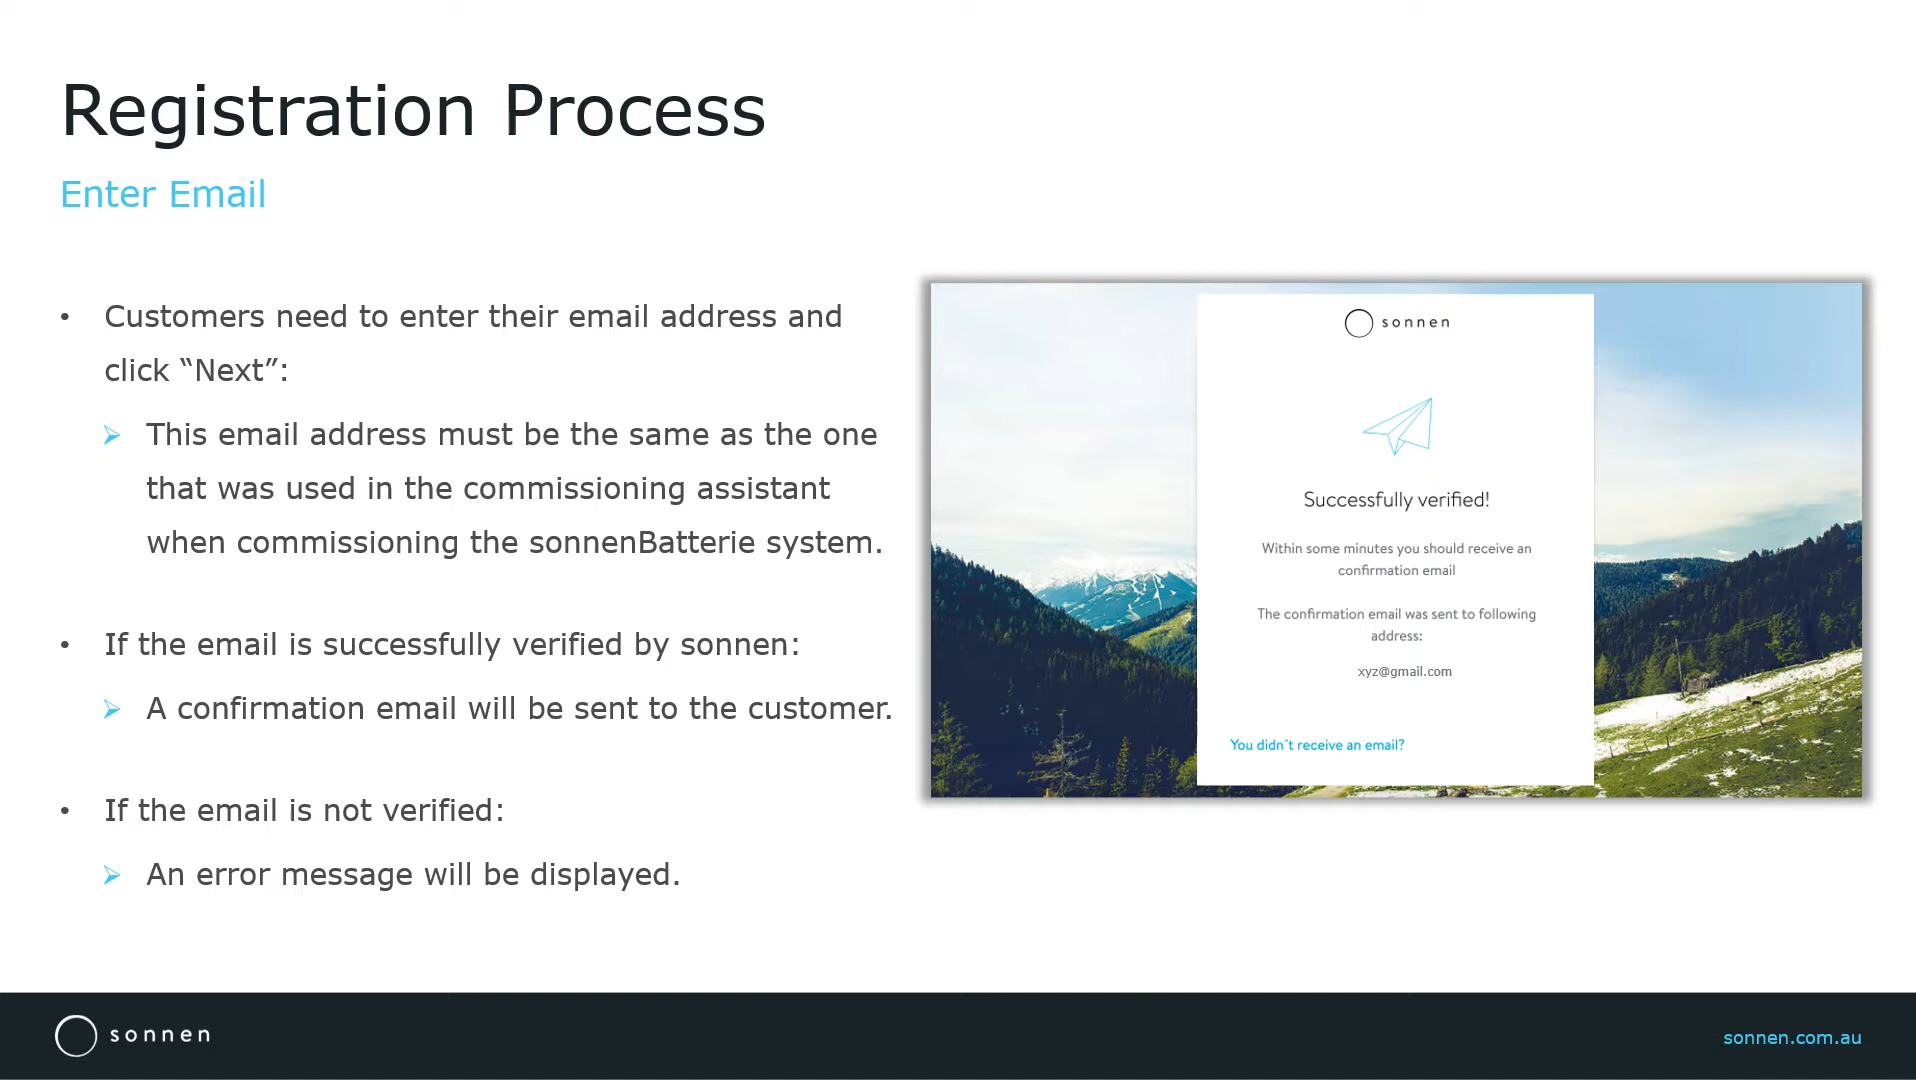 Registration Process
Enter Email
• Customers need to enter their email address and
click “Next”:
➢ This email address must be the same as the one
that was used in the commissioning assistant
when commissioning the sonnenBatterie system.
• If the email is successfully verified by sonnen:
➢ A confirmation email will be sent to the customer.
• If the email is not verified:
➢ An error message will be displayed.
sonnen
Successfully verified!
Within some minutes you should receive an
confirmation email
The confirmation email was sent to following
address:
xyz@gmail.com
You didn´t receive an email?
sonnen
sonnen.com.au